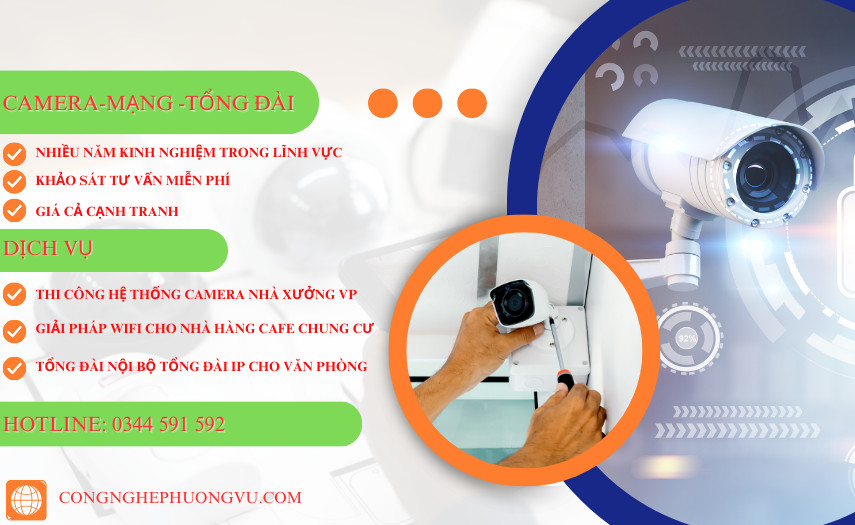 CAMERA-MẠNG -TỔNG ĐÀI
NHIỀU NĂM KINH NGHIỆM TRONG LĨNH VỰC
KHẢO SÁT TƯ VẤN MIỄN PHÍ
GIÁ CẢ CẠNH TRANH
DỊCH VỤ
THI CÔNG HỆ THỐNG CAMERA NHÀ XƯỞNG VP
GIẢI PHÁP WIFI CHO NHÀ HÀNG CAFE CHUNG CƯ
TỔNG ĐÀI NỘI BỘ TỔNG ĐÀI IP CHO VĂN PHÒNG
HOTLINE: 0344 591 592
CONGNGHEPHUONGVU.COM
92%